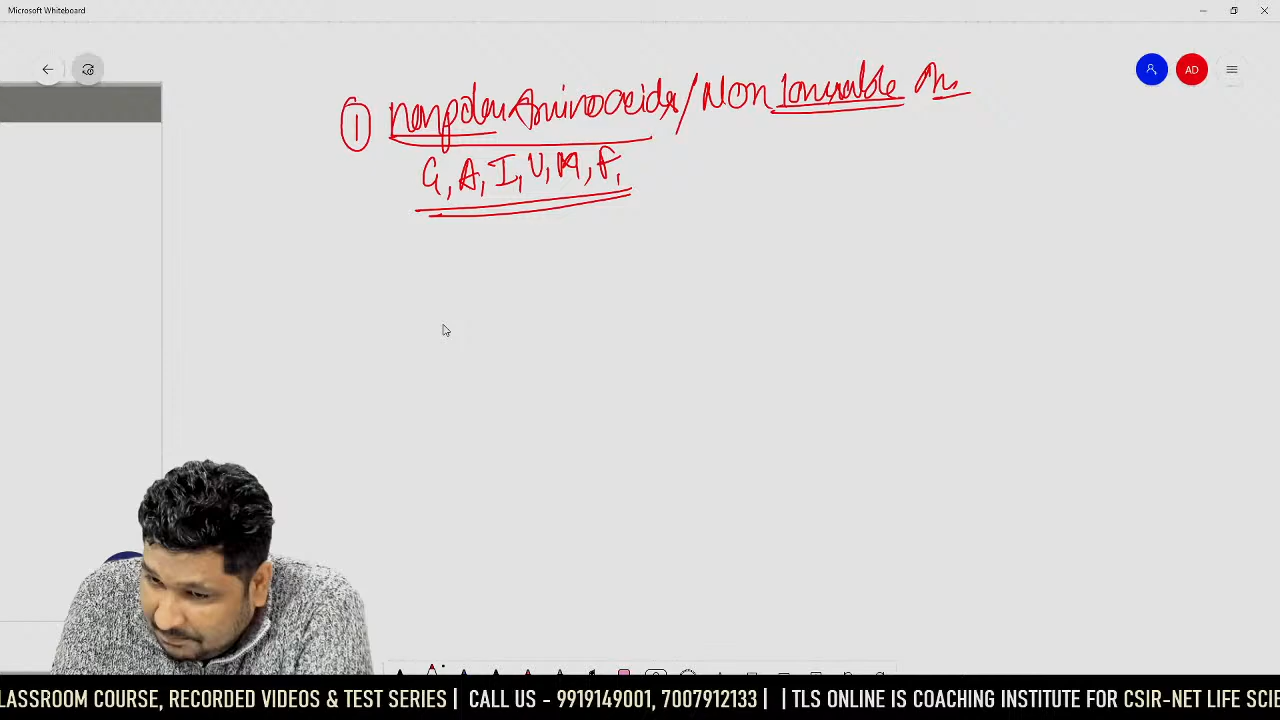 Microsoft Whiteboard
AD
① nonpolar Aminoacids/Non Ionizable
G, A, I, V, M, P,
LASSROOM COURSE, RECORDED VIDEOS & TEST SERIES | CALL US - 9919149001, 7007912133 | | TLS ONLINE IS COACHING INSTITUTE FOR CSIR-NET LIFE SCIE